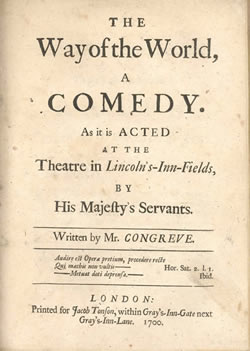 THE
Way of the World,
A
COMEDY.
As it is ACTED
AT THE
Theatre in Lincoln's-Inn-Fields,
BY
His Majesty's Servants.
Written by Mr. CONGREVE.
Audire est Operæ pretium, procedere recte
Qui mæchis non vultis—— Hor. Sat. 2. l. 1.
——Metuat doti deprensa.—— Ibid.
LONDON:
Printed for Jacob Tonson, within Gray's-Inn-Gate next
Gray's-Inn-Lane. 1700.